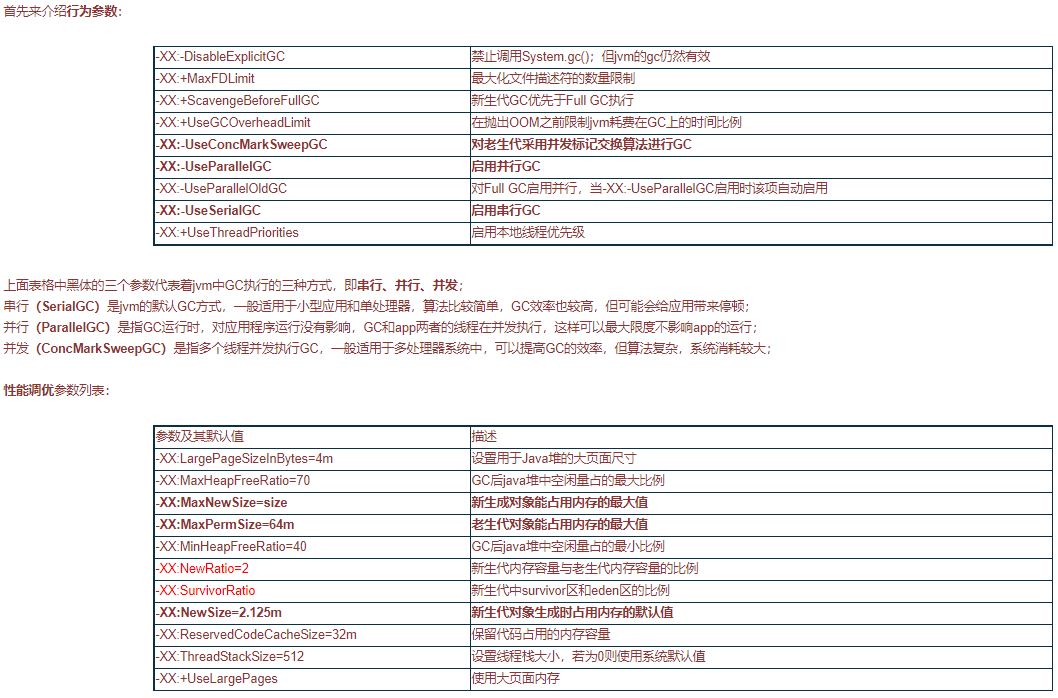 首先来介绍行为参数：
-XX:-DisableExplicitGC 禁止调用System.gc()；但jvm的gc仍然有效
-XX:+MaxFDLimit 最大化文件描述符的数量限制
-XX:+ScavengeBeforeFullGC 新生代GC优先于Full GC执行
-XX:+UseGCOverheadLimit 在抛出OOM之前限制jvm耗费在GC上的时间比例
-XX:-UseConcMarkSweepGC 对老生代采用并发标记交换算法进行GC
-XX:-UseParallelGC 启用并行GC
-XX:-UseParallelOldGC 对Full GC启用并行，当-XX:-UseParallelGC启用时该项自动启用
-XX:-UseSerialGC 启用串行GC
-XX:+UseThreadPriorities 启用本地线程优先级
上面表格中黑体的三个参数代表着jvm中GC执行的三种方式，即串行、并行、并发；
串行（SerialGC）是jvm的默认GC方式，一般适用于小型应用和单处理器，算法比较简单，GC效率也较高，但可能会给应用带来停顿；
并行（ParallelGC）是指GC运行时，对应用程序运行没有影响，GC和app两者的线程在并发执行，这样可以最大限度不影响app的运行；
并发（ConcMarkSweepGC）是指多个线程并发执行GC，一般适用于多处理器系统中，可以提高GC的效率，但算法复杂，系统消耗较大；
性能调优参数列表：
参数及其默认值 描述
-XX:LargePageSizeInBytes=4m 设置用于Java堆的大页面尺寸
-XX:MaxHeapFreeRatio=70 GC后java堆中空闲量占的最大比例
-XX:MaxNewSize=size 新生成对象能占用内存的最大值
-XX:MaxPermSize=64m 老生代对象能占用内存的最大值
-XX:MinHeapFreeRatio=40 GC后java堆中空闲量占的最小比例
-XX:NewRatio=2 新生代内存容量与老生代内存容量的比例
-XX:SurvivorRatio 新生代中survivor区和eden区的比例
-XX:NewSize=2.125m 新生代对象生成时占用内存的默认值
-XX:ReservedCodeCacheSize=32m 保留代码占用的内存容量
-XX:ThreadStackSize=512 设置线程栈大小，若为0则使用系统默认值
-XX:+UseLargePages 使用大页面内存